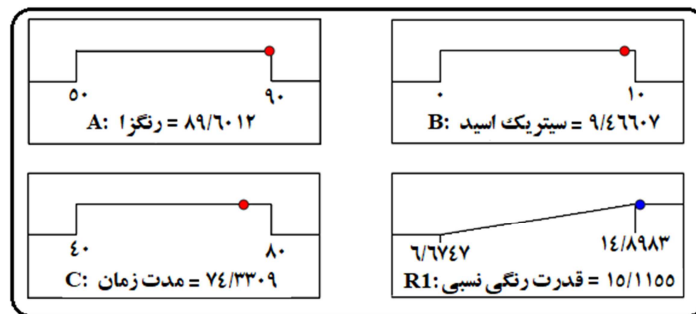 ۵۰ ۹۰
A: رنگزا = ۸۹/۶۰۱۲
۰ ۱۰
B: سیتریک اسید = ۹/۴۶۶۰۷
۴۰ ۸۰
C: مدت زمان = ۷۴/۳۳۰۹
۶/۶۷۴۷ ۱۴/۸۹۸۳
R1: قدرت رنگی نسبی = ۱۵/۱۱۵۵